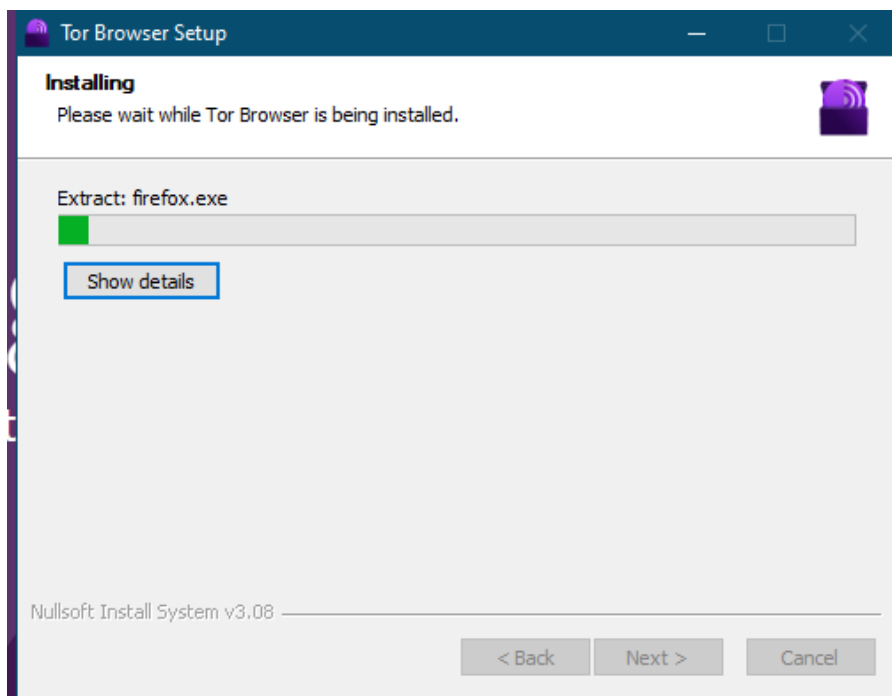 Tor Browser Setup
Installing
Please wait while Tor Browser is being installed.
Extract: firefox.exe
Show details
t
Nullsoft Install System v3.08
< Back
Next >
Cancel